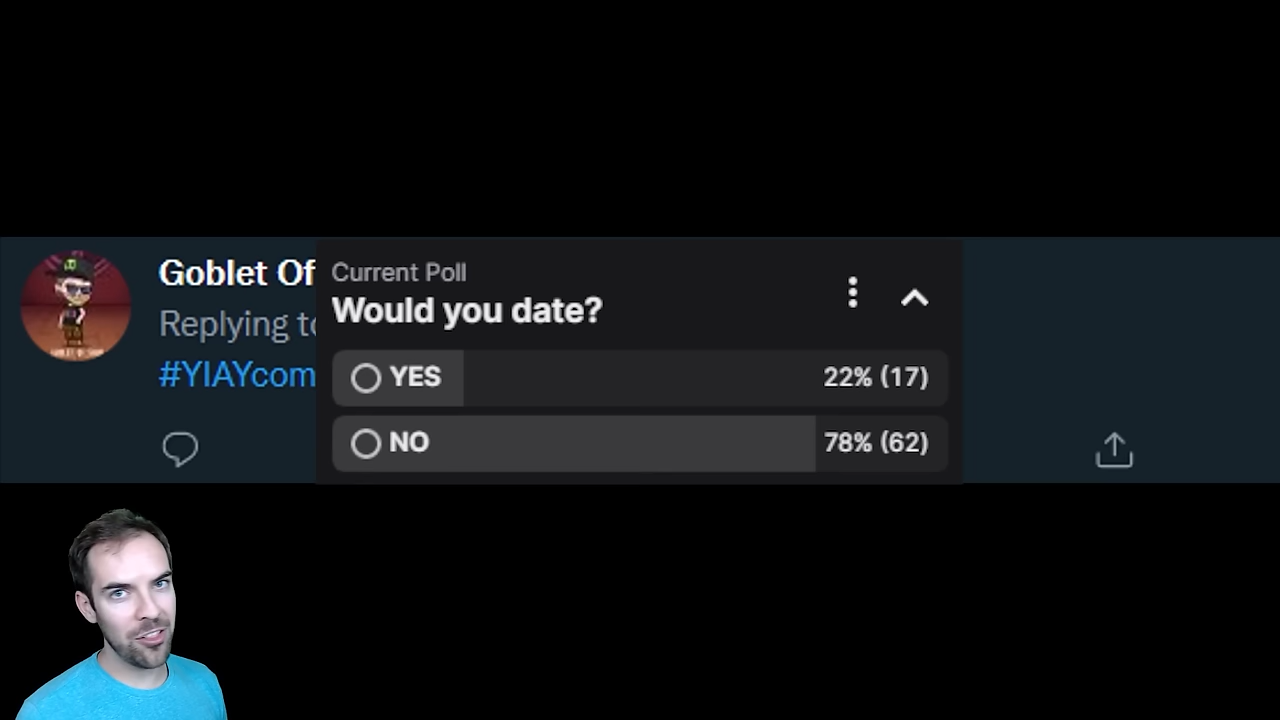 Goblet Of
Replying to
#YIAYcom
Current Poll
Would you date?
YES 22% (17)
NO 78% (62)